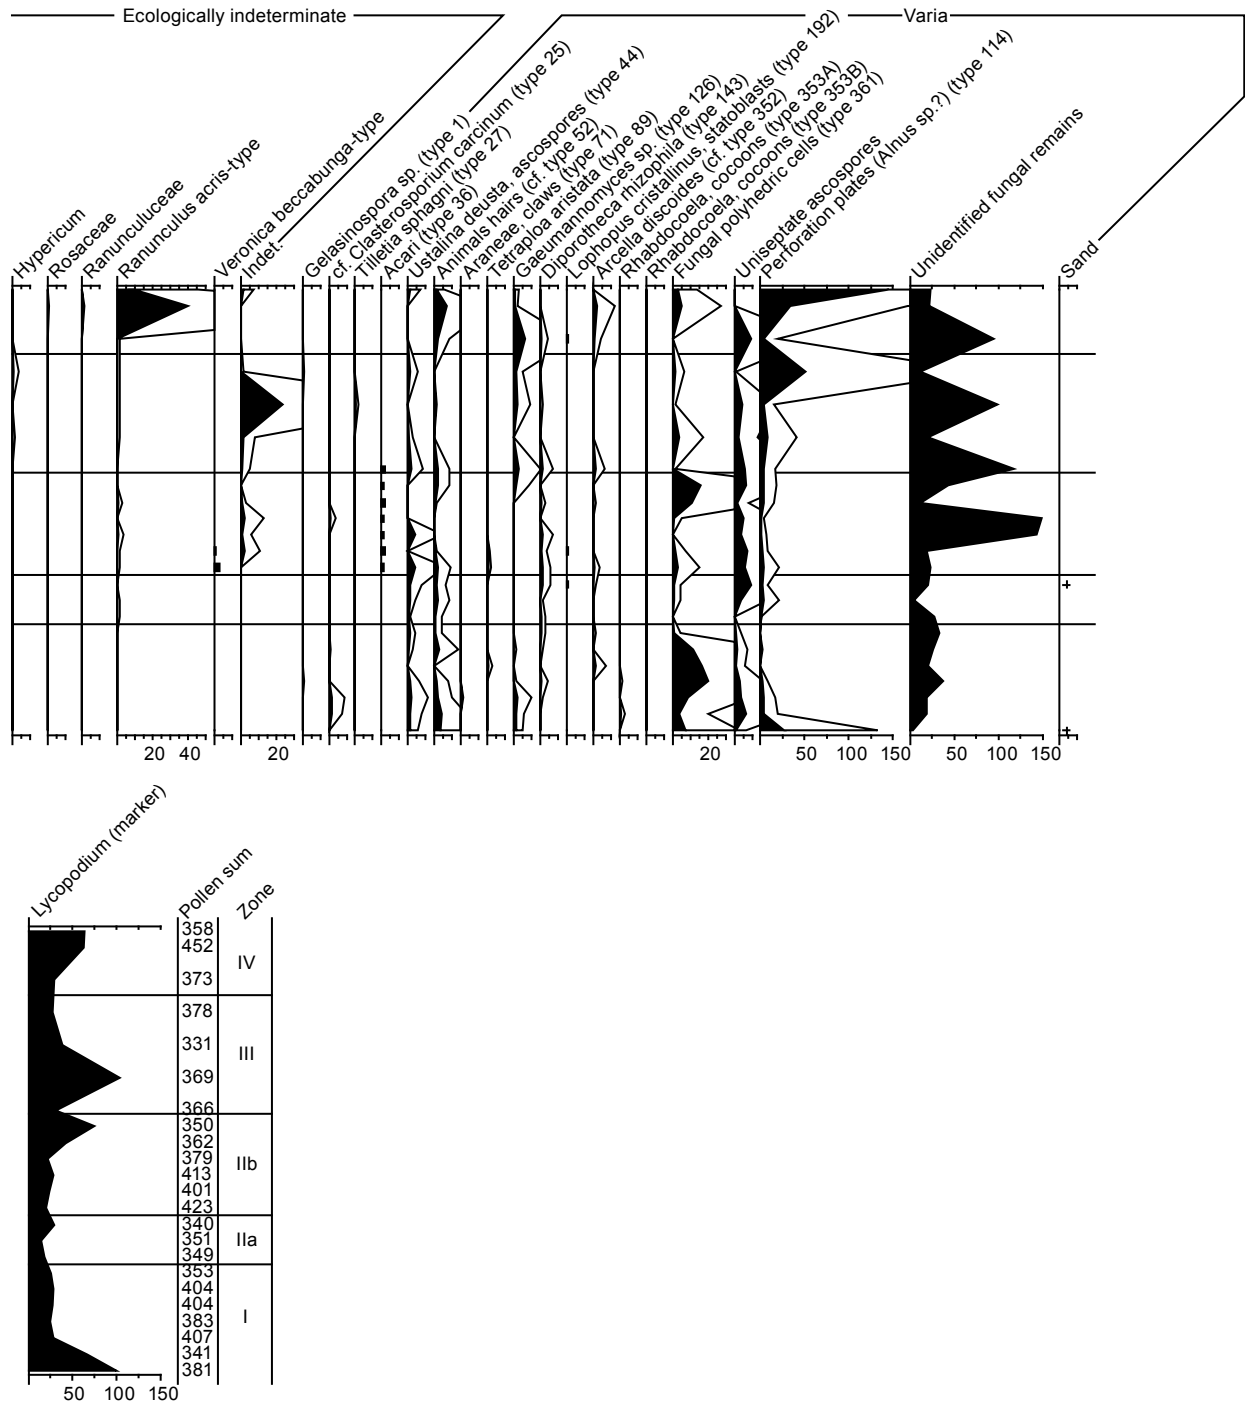 Ecologically indeterminate
Varia
Hypericum
Rosaceae
Ranunculuceae
Ranunculus acris-type
Veronica beccabunga-type
Indet.
Gelasinospora sp. (type 1)
cf. Clasterosporium carcinum (type 25)
Tilletia sphagni (type 27)
Acari (type 36)
Ustalina deusta, ascospores (type 44)
Animals hairs (cf. type 52)
Araneae, claws (type 71)
Tetraploa aristata (type 89)
Gaeumannomyces sp. (type 126)
Diporotheca rhizophila (type 143)
Lophopus cristallinus, statoblasts (type 192)
Arcella discoides (cf. type 352)
Rhabdocoela, cocoons (type 353A)
Rhabdocoela, cocoons (type 353B)
Fungal polyhedric cells (type 361)
Uniseptate ascospores
Perforation plates (Alnus sp.?) (type 114)
Unidentified fungal remains
Sand
+
+
20 40 20 20 50 100 150 50 100 150
Lycopodium (marker)
Pollen sum
Zone
358
452
IV
373
378
331
III
369
366
350
362
379
IIb
413
401
423
340
351 IIa
349
353
404
404
I
383
407
341
381
50 100 150